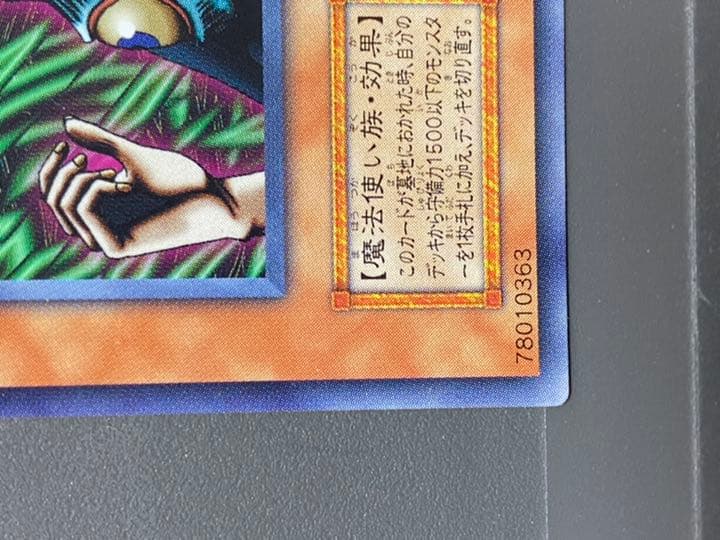 【魔法使い族・効果】
このカードが墓地におかれた時、自分の
デッキから守備力1500以下のモンスタ
ーを1枚手札に加え、デッキを切り直す。
78010363